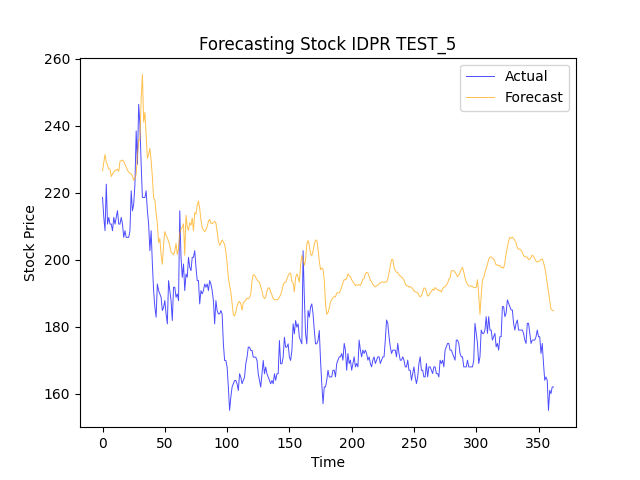 Forecasting Stock IDPR TEST_5
Actual
Forecast
260
240
220
200
180
160
Stock Price
0 50 100 150 200 250 300 350
Time